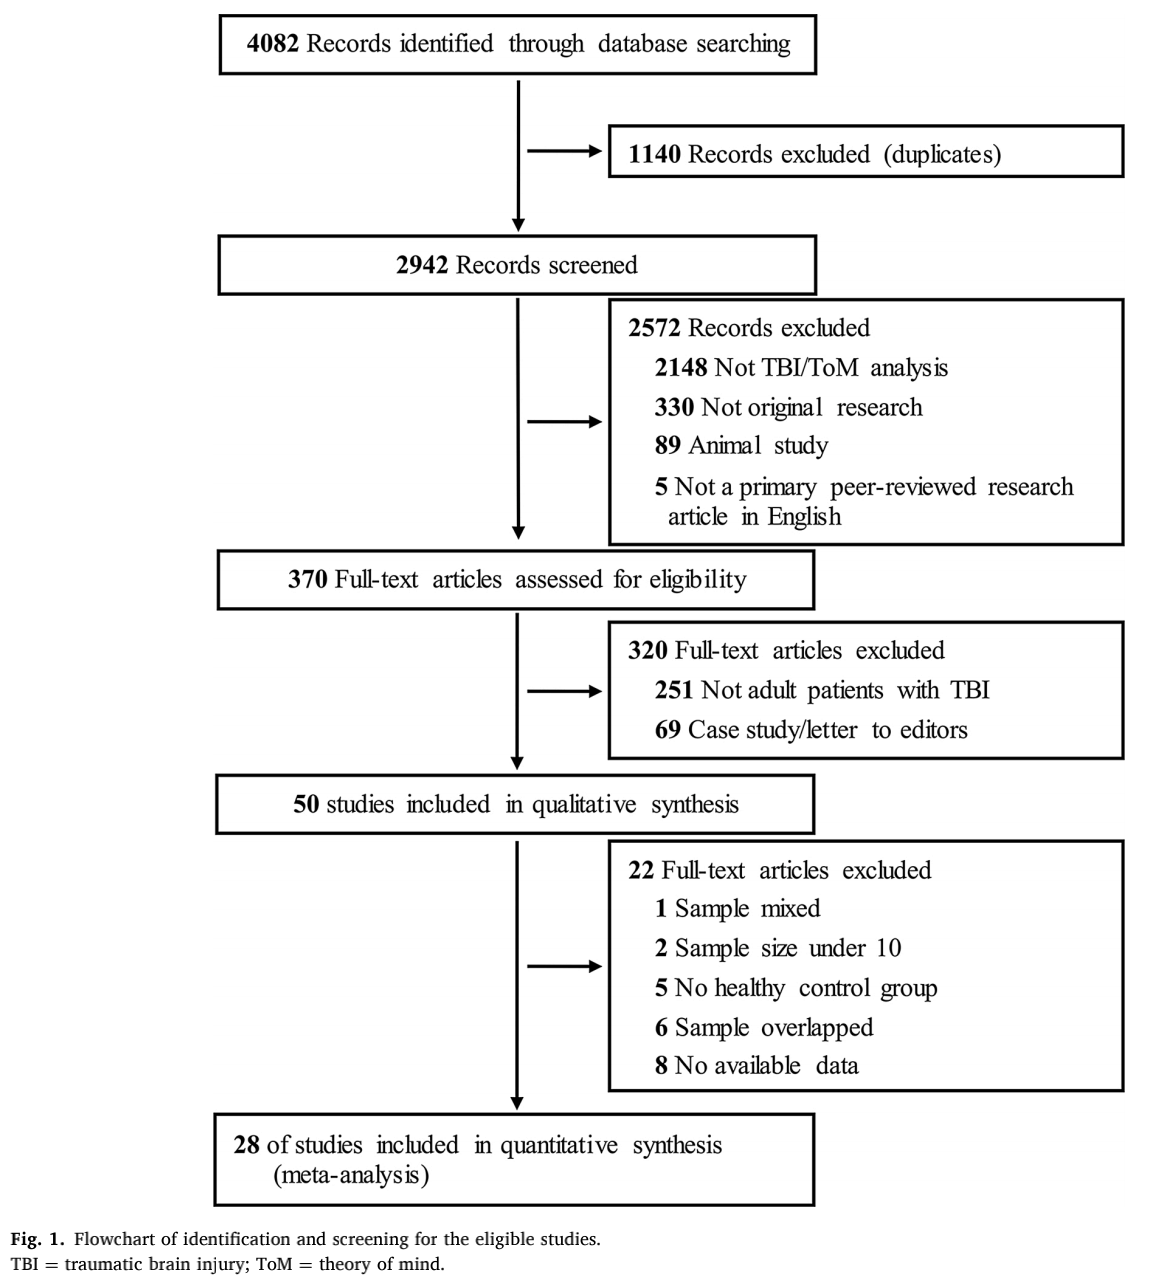 4082 Records identified through database searching
1140 Records excluded (duplicates)
2942 Records screened
2572 Records excluded
2148 Not TBI/ToM analysis
330 Not original research
89 Animal study
5 Not a primary peer-reviewed research
article in English
370 Full-text articles assessed for eligibility
320 Full-text articles excluded
251 Not adult patients with TBI
69 Case study/letter to editors
50 studies included in qualitative synthesis
22 Full-text articles excluded
1 Sample mixed
2 Sample size under 10
5 No healthy control group
6 Sample overlapped
8 No available data
28 of studies included in quantitative synthesis
(meta-analysis)
Fig. 1. Flowchart of identification and screening for the eligible studies.
TBI = traumatic brain injury; ToM = theory of mind.